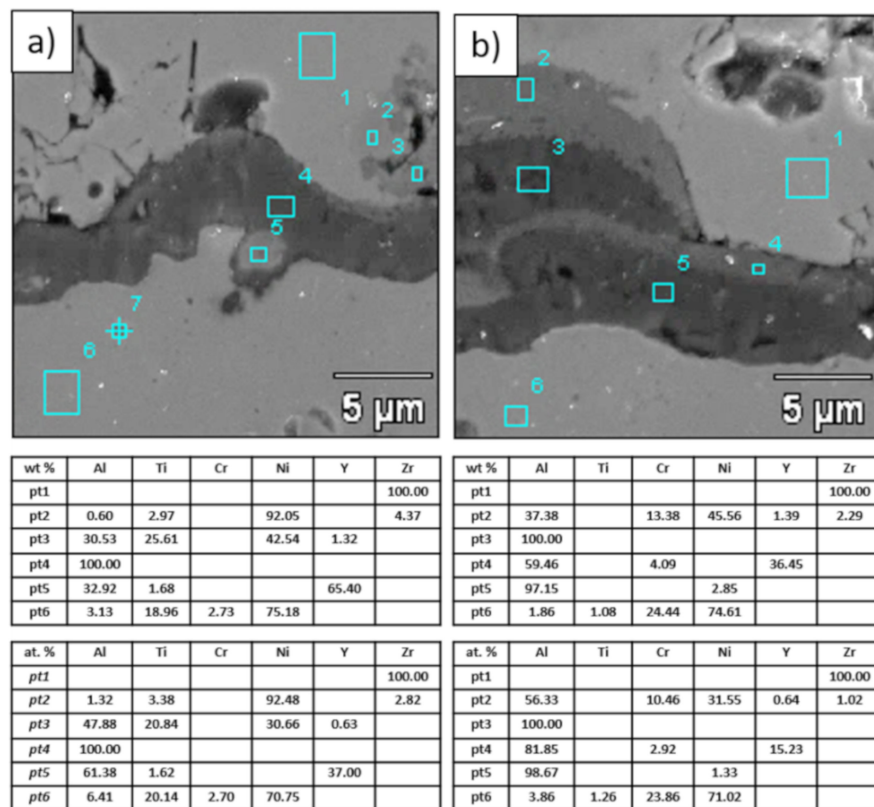 a)
1
2
3
4
5
7
6
5 μm
b)
2
1
3
4
5
6
5 μm
wt % Al Ti Cr Ni Y Zr
pt1 100.00
pt2 0.60 2.97 92.05 4.37
pt3 30.53 25.61 42.54 1.32
pt4 100.00
pt5 32.92 1.68 65.40
pt6 3.13 18.96 2.73 75.18
wt % Al Ti Cr Ni Y Zr
pt1 100.00
pt2 37.38 13.38 45.56 1.39 2.29
pt3 100.00
pt4 59.46 4.09 36.45
pt5 97.15 2.85
pt6 1.86 1.08 24.44 74.61
at. % Al Ti Cr Ni Y Zr
pt1 100.00
pt2 1.32 3.38 92.48 2.82
pt3 47.88 20.84 30.66 0.63
pt4 100.00
pt5 61.38 1.62 37.00
pt6 6.41 20.14 2.70 70.75
at. % Al Ti Cr Ni Y Zr
pt1 100.00
pt2 56.33 10.46 31.55 0.64 1.02
pt3 100.00
pt4 81.85 2.92 15.23
pt5 98.67 1.33
pt6 3.86 1.26 23.86 71.02